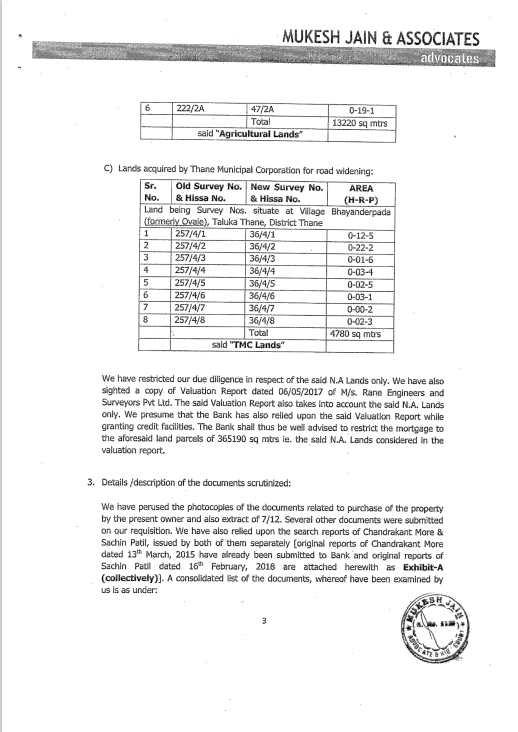 MUKESH JAIN & ASSOCIATES
advocates
6 222/2A 47/2A 0-19-1
Total 13220 sq mtrs
said "Agricultural Lands"
C) Lands acquired by Thane Municipal Corporation for road widening:
Sr. Old Survey No. New Survey No. AREA
No. & Hissa No. & Hissa No. (H-R-P)
Land being Survey Nos. situate at Village Bhayanderpada
(formerly Ovale), Taluka Thane, District Thane
1 257/4/1 36/4/1 0-12-5
2 257/4/2 36/4/2 0-22-2
3 257/4/3 36/4/3 0-01-6
4 257/4/4 36/4/4 0-03-4
5 257/4/5 36/4/5 0-02-5
6 257/4/6 36/4/6 0-03-1
7 257/4/7 36/4/7 0-00-2
8 257/4/8 36/4/8 0-02-3
Total 4780 sq mtrs
said "TMC Lands"
We have restricted our due diligence in respect of the said N.A Lands only. We have also
sighted a copy of Valuation Report dated 06/05/2017 of M/s. Rane Engineers and
Surveyors Pvt Ltd. The said Valuation Report also takes into account the said N.A. Lands
only. We presume that the Bank has also relied upon the said Valuation Report while
granting credit facilities. The Bank shall thus be well advised to restrict the mortgage to
the aforesaid land parcels of 365190 sq mtrs ie. the said N.A. Lands considered in the
valuation report.
3. Details /description of the documents scrutinized:
We have perused the photocopies of the documents related to purchase of the property
by the present owner and also extract of 7/12. Several other documents were submitted
on our requisition. We have also relied upon the search reports of Chandrakant More &
Sachin Patil, issued by both of them separately [original reports of Chandrakant More
dated 13th March, 2015 have already been submitted to Bank and original reports of
Sachin Patil dated 16th February, 2018 are attached herewith as Exhibit-A
(collectively)]. A consolidated list of the documents, whereof have been examined by
us is as under:
3
MUKESH JAIN
ADVOCATE